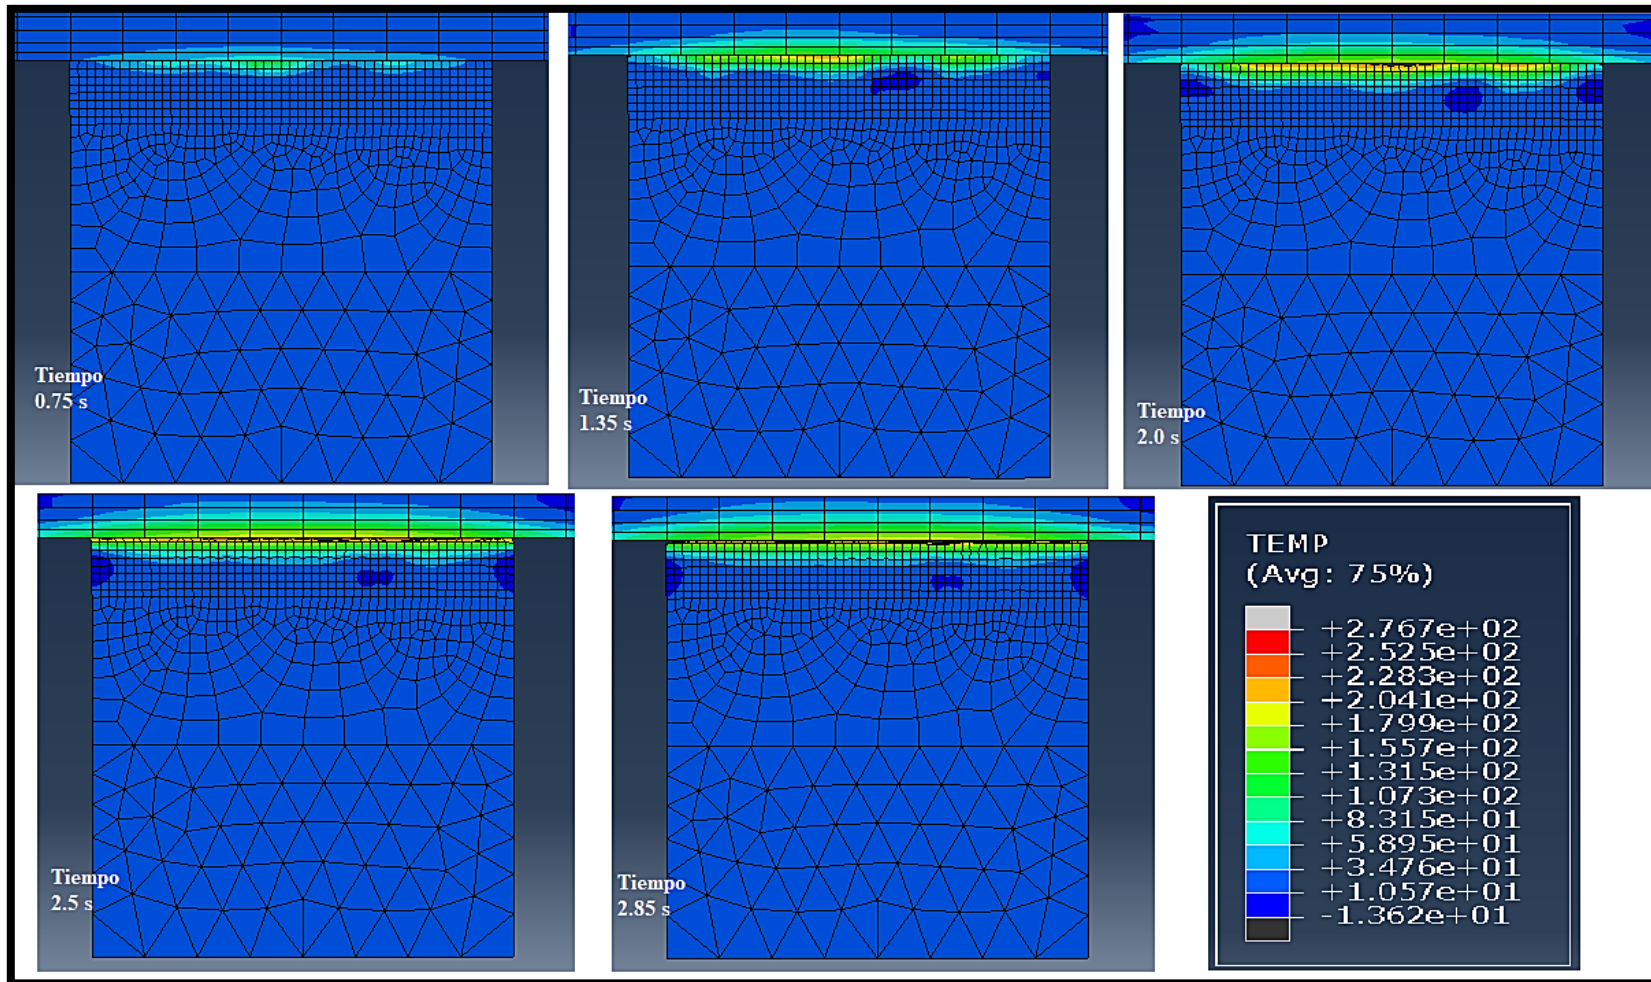 Tiempo
0.75 s
Tiempo
1.35 s
Tiempo
2.0 s
Tiempo
2.5 s
Tiempo
2.85 s
TEMP
(Avg: 75%)
+2.767e+02
+2.525e+02
+2.283e+02
+2.041e+02
+1.799e+02
+1.557e+02
+1.315e+02
+1.073e+02
+8.315e+01
+5.895e+01
+3.476e+01
+1.057e+01
-1.362e+01